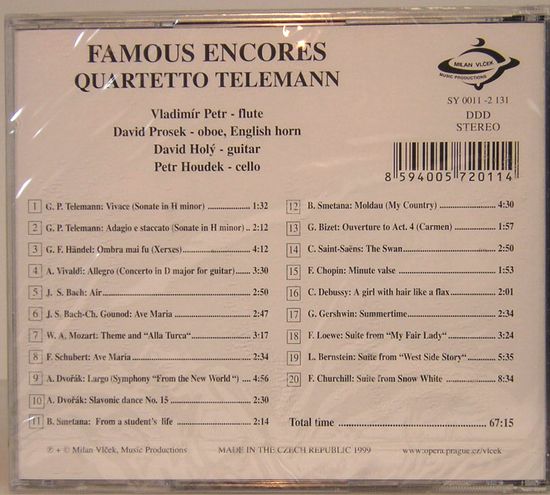 FAMOUS ENCORES
QUARTETTO TELEMANN
Vladimír Petr - flute
David Prosek - oboe, English horn
David Holý - guitar
Petr Houdek - cello
MILAN VLČEK
MUSIC PRODUCTIONS
SY 0011 -2 131
DDD
STEREO
8 594005 720114
1 G. P. Telemann: Vivace (Sonate in H minor) 1:32
2 G. P. Telemann: Adagio e staccato (Sonate in H minor) .. 2:12
3 G. F. Händel: Ombra mai fu (Xerxes) 4:12
4 A. Vivaldi: Allegro (Concerto in D major for guitar) 3:30
5 J. S. Bach: Air 2:50
6 J. S. Bach-Ch. Gounod: Ave Maria 2:47
7 W. A. Mozart: Theme and "Alla Turca" 3:17
8 F. Schubert: Ave Maria 2:34
9 A. Dvořák: Largo (Symphony "From the New World") 4:56
10 A. Dvořák: Slavonic dance No. 15 2:30
11 B. Smetana: From a student's life 2:14
12 B. Smetana: Moldau (My Country) 4:30
13 G. Bizet: Ouverture to Act. 4 (Carmen) 1:57
14 C. Saint-Saëns: The Swan 2:50
15 F. Chopin: Minute valse 1:53
16 C. Debussy: A girl with hair like a flax 2:01
17 G. Gershwin: Summertime 2:34
18 F. Loewe: Suite from "My Fair Lady" 3:24
19 L. Bernstein: Suite from "West Side Story" 5:35
20 F. Churchill: Suite from Snow White 8:34
Total time 67:15
℗ + © Milan Vlček, Music Productions
MADE IN THE CZECH REPUBLIC 1999
www.opera.prague.cz/vlcek